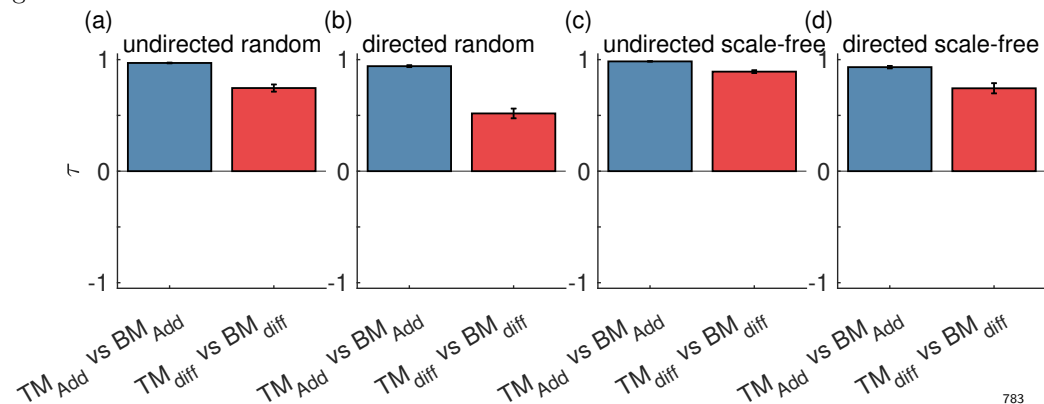 (a) (b) (c) (d)
undirected random directed random undirected scale-free directed scale-free
1 1 1 1
τ 0 0 0 0
-1 -1 -1 -1
TM Add vs BM Add TM diff vs BM diff TM Add vs BM Add TM diff vs BM diff TM Add vs BM Add TM diff vs BM diff TM Add vs BM Add TM diff vs BM diff
783